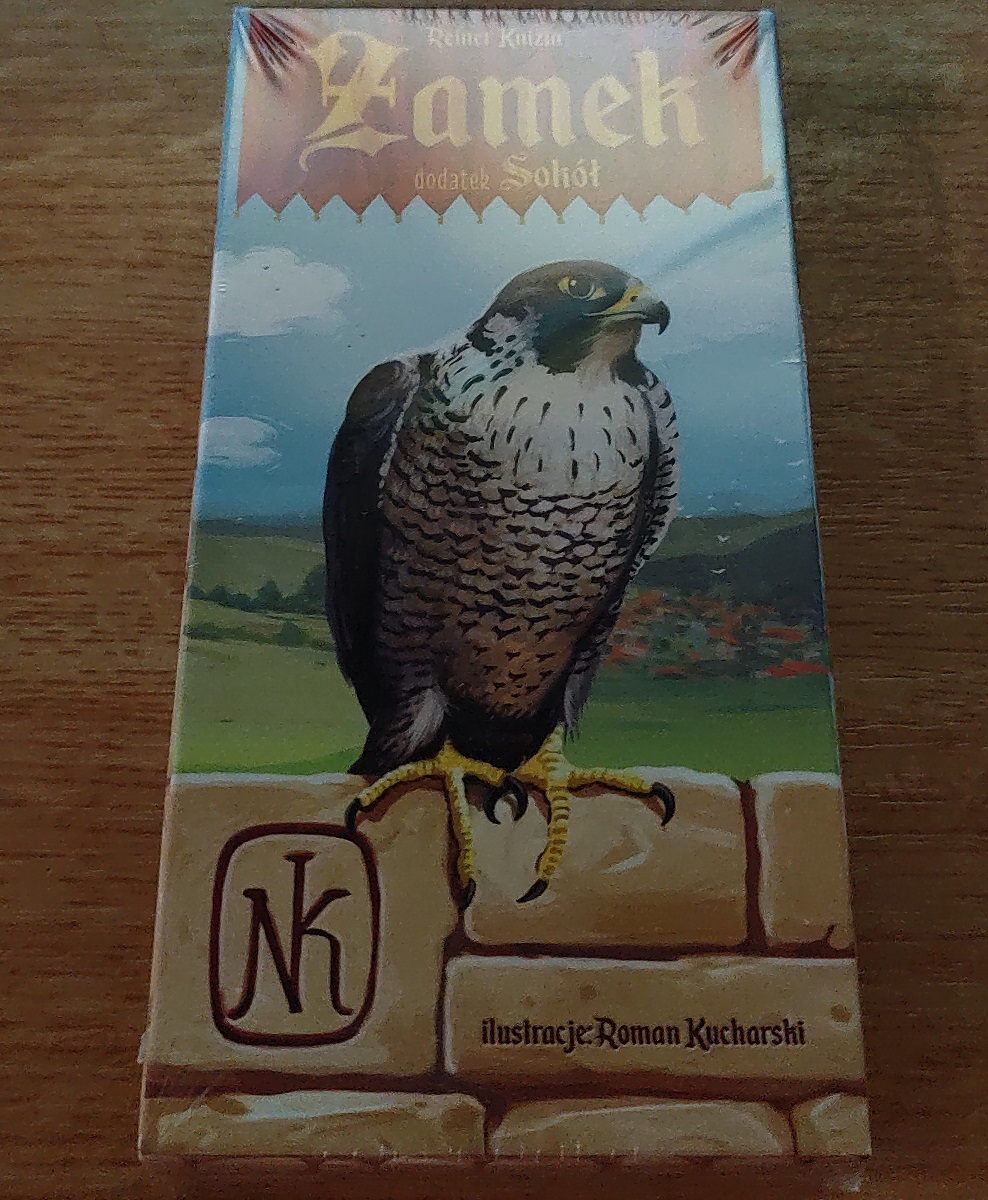 Reiner Knizia
Zamek
dodatek Sokół
NK
ilustracje: Roman Kucharski